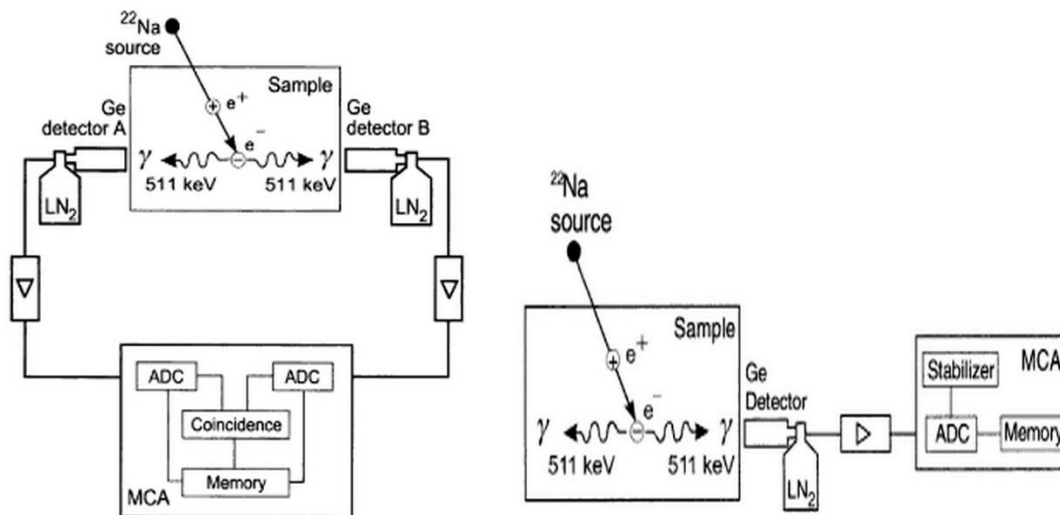 ²²Na
source
Sample
Ge
detector A
Ge
detector B
e⁺
e⁻
γ
γ
511 keV
511 keV
LN₂
LN₂
ADC
ADC
Coincidence
Memory
MCA
²²Na
source
Sample
e⁺
Ge
Detector
e⁻
γ
γ
511 keV
511 keV
LN₂
MCA
Stabilizer
ADC
Memory